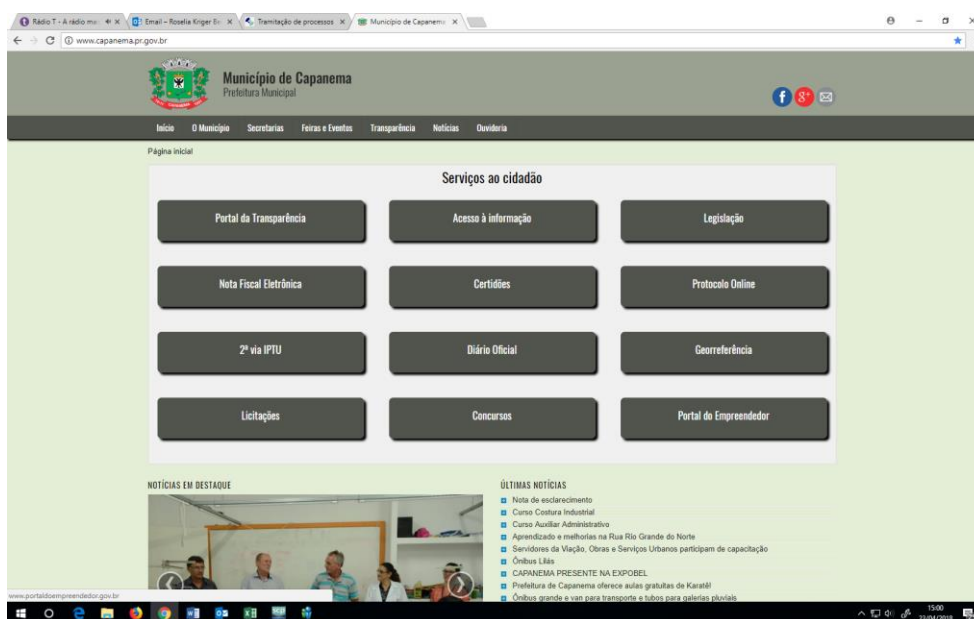 Rádio T - A rádio mai
Email – Roselia Kriger Be
Tramitação de processos
Município de Capanema
www.capanema.pr.gov.br
Município de Capanema
Prefeitura Municipal
Início O Município Secretarias Feiras e Eventos Transparência Notícias Ouvidoria
Página inicial
Serviços ao cidadão
Portal da Transparência Acesso à informação Legislação
Nota Fiscal Eletrônica Certidões Protocolo Online
2ª via IPTU Diário Oficial Georreferência
Licitações Concursos Portal do Empreendedor
NOTÍCIAS EM DESTAQUE
ÚLTIMAS NOTÍCIAS
Nota de esclarecimento
Curso Costura Industrial
Curso Auxiliar Administrativo
Aprendizado e melhorias na Rua Rio Grande do Norte
Servidores da Viação, Obras e Serviços Urbanos participam de capacitação
Ônibus Lilás
CAPANEMA PRESENTE NA EXPOBEL
Prefeitura de Capanema oferece aulas gratuitas de Karatê!
Ônibus grande e van para transporte e tubos para galerias pluviais
www.portaldoempreendedor.gov.br
15:00